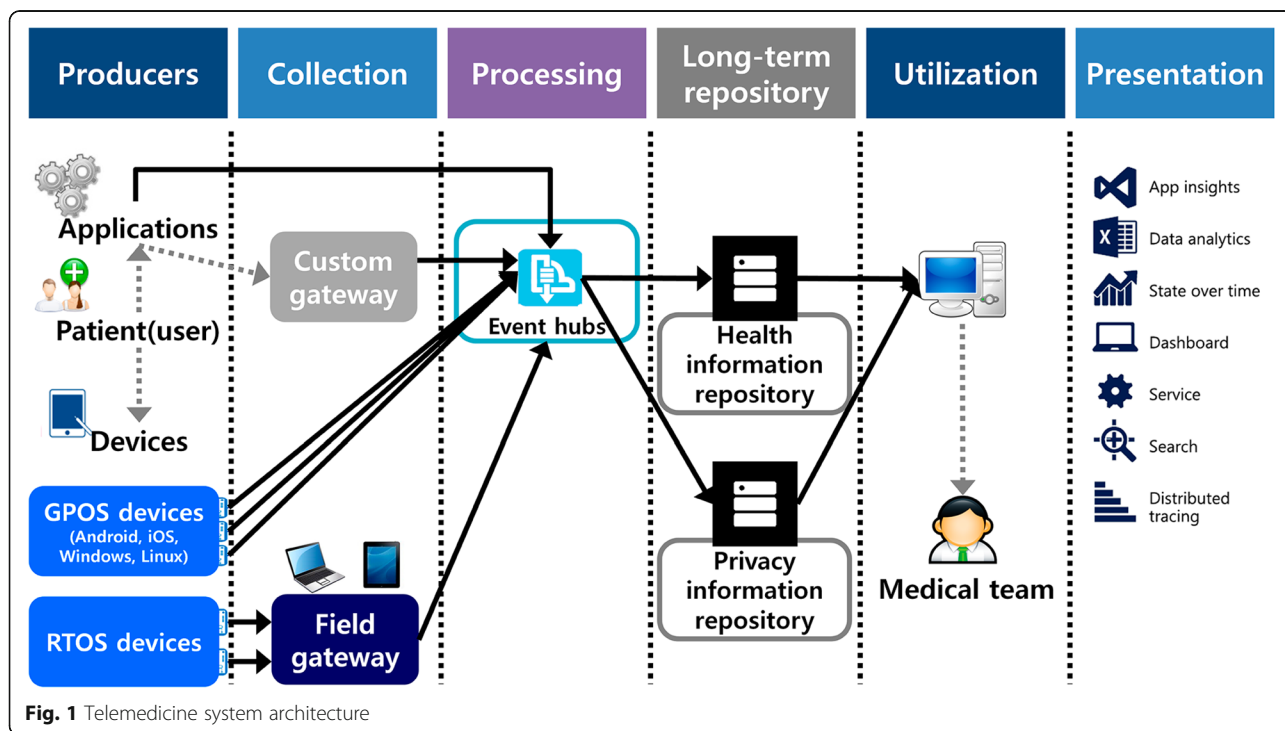 Producers
Collection
Processing
Long-term
repository
Utilization
Presentation
Applications
Patient(user)
Devices
GPOS devices
(Android, iOS,
Windows, Linux)
RTOS devices
Custom
gateway
Field
gateway
Event hubs
Health
information
repository
Privacy
information
repository
Medical team
App insights
Data analytics
State over time
Dashboard
Service
Search
Distributed
tracing
Fig. 1 Telemedicine system architecture